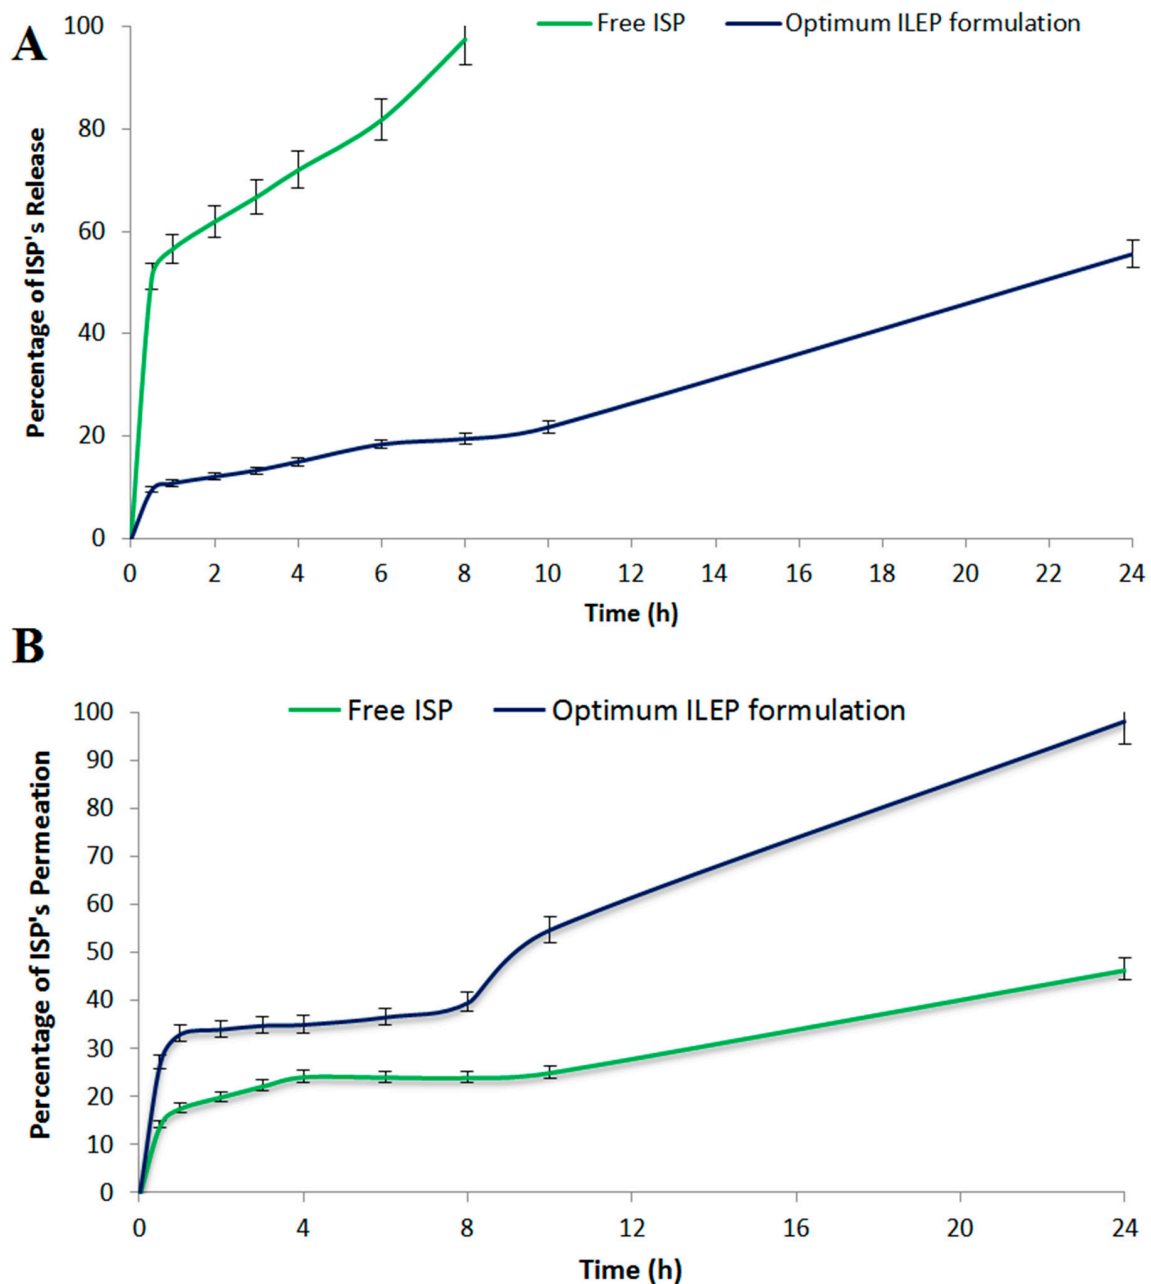 A
Free ISP
Optimum ILEP formulation
Percentage of ISP's Release
100
80
60
40
20
0
0 2 4 6 8 10 12 14 16 18 20 22 24
Time (h)
B
Free ISP
Optimum ILEP formulation
Percentage of ISP's Permeation
100
90
80
70
60
50
40
30
20
10
0
0 4 8 12 16 20 24
Time (h)